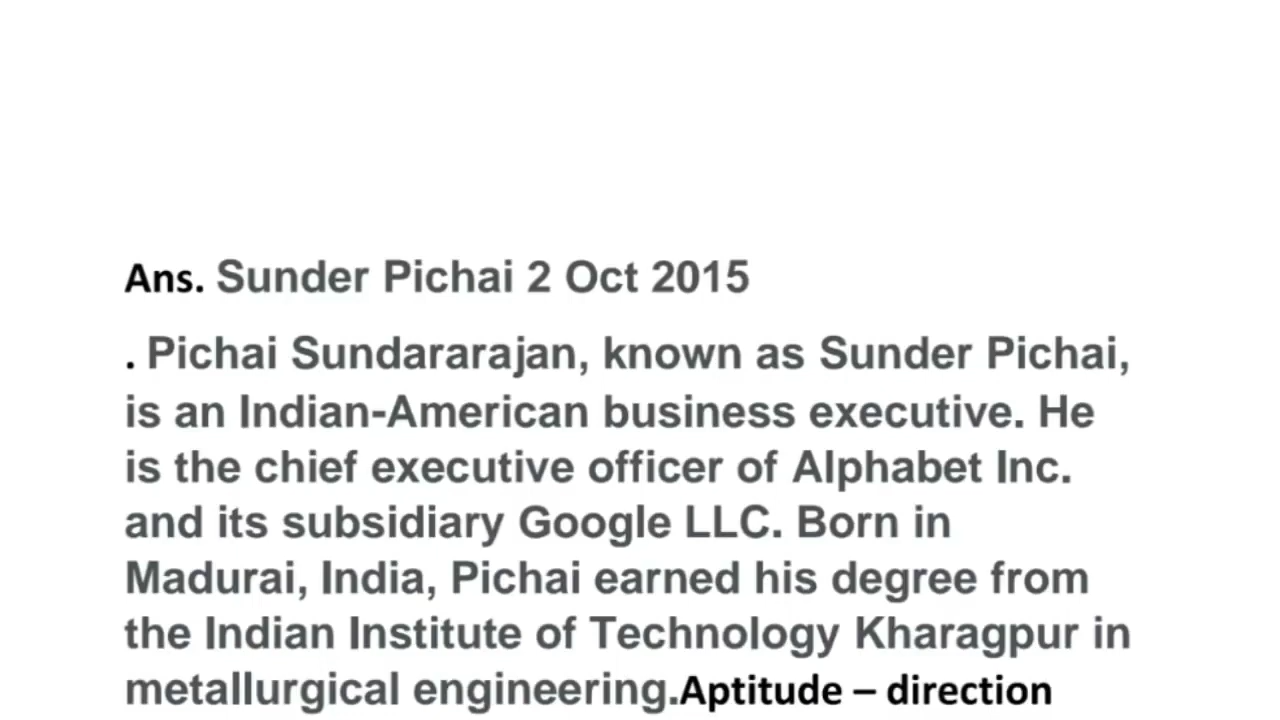 Ans. Sunder Pichai 2 Oct 2015
. Pichai Sundararajan, known as Sunder Pichai,
is an Indian-American business executive. He
is the chief executive officer of Alphabet Inc.
and its subsidiary Google LLC. Born in
Madurai, India, Pichai earned his degree from
the Indian Institute of Technology Kharagpur in
metallurgical engineering.Aptitude – direction